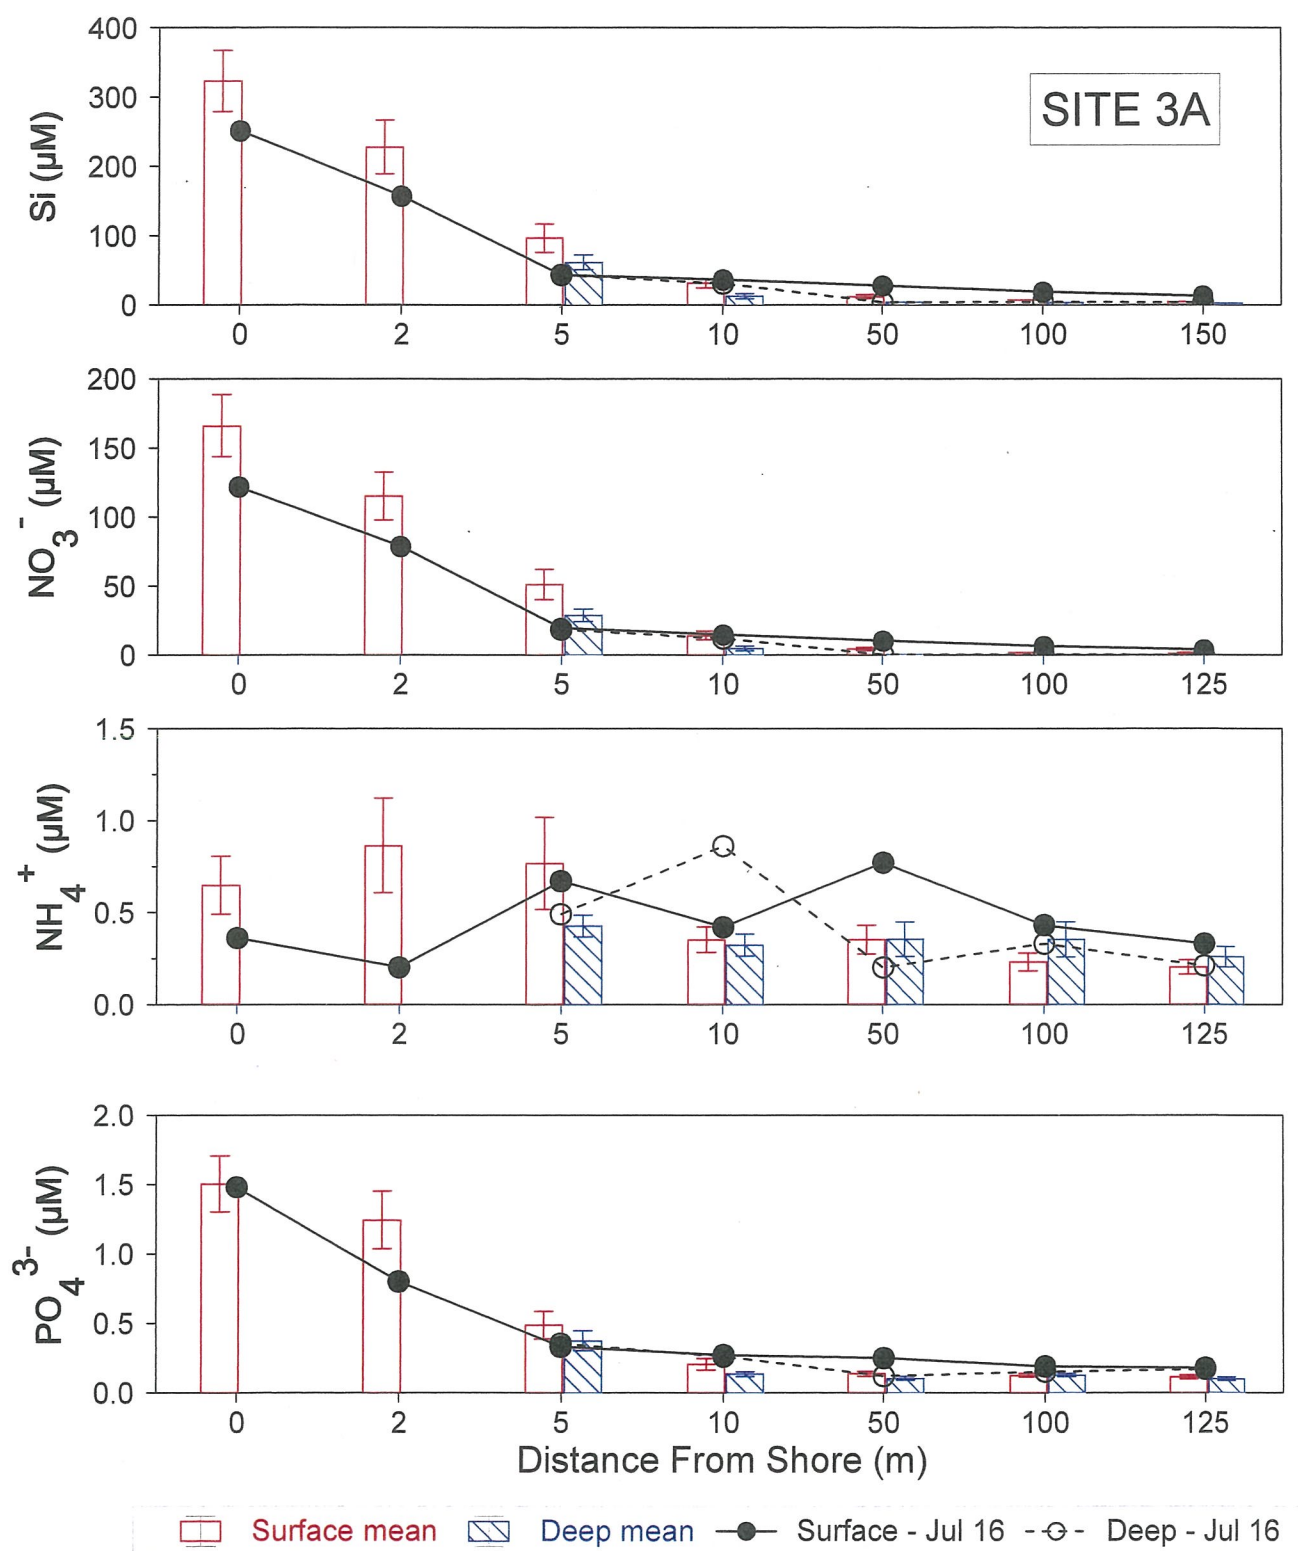 SITE 3A
Si (µM)
400
300
200
100
0
0 2 5 10 50 100 150
NO3- (µM)
200
150
100
50
0
0 2 5 10 50 100 125
NH4+ (µM)
1.5
1.0
0.5
0.0
0 2 5 10 50 100 125
PO4 3- (µM)
2.0
1.5
1.0
0.5
0.0
0 2 5 10 50 100 125
Distance From Shore (m)
Surface mean Deep mean Surface - Jul 16 Deep - Jul 16